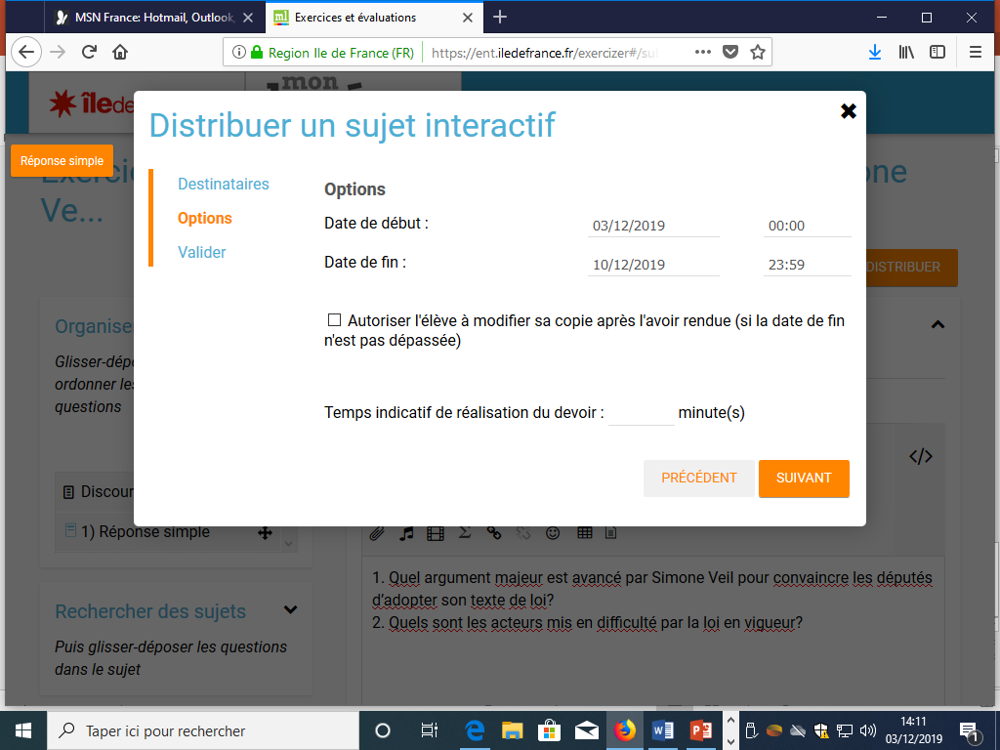 MSN France: Hotmail, Outlook,
Exercices et évaluations
Region Ile de France (FR)
https://ent.iledefrance.fr/exercizer#/su
îlede
mon
Réponse simple
Exercic
one
Ve...
DISTRIBUER
Distribuer un sujet interactif
Destinataires
Options
Valider
Options
Date de début :
03/12/2019
00:00
Date de fin :
10/12/2019
23:59
Autoriser l'élève à modifier sa copie après l'avoir rendue (si la date de fin
n'est pas dépassée)
Temps indicatif de réalisation du devoir :
minute(s)
PRÉCÉDENT
SUIVANT
Organise
Glisser-dépo
ordonner les
questions
Discour
1) Réponse simple
Rechercher des sujets
Puis glisser-déposer les questions
dans le sujet
1. Quel argument majeur est avancé par Simone Veil pour convaincre les députés
d'adopter son texte de loi?
2. Quels sont les acteurs mis en difficulté par la loi en vigueur?
Taper ici pour rechercher
14:11
03/12/2019
1